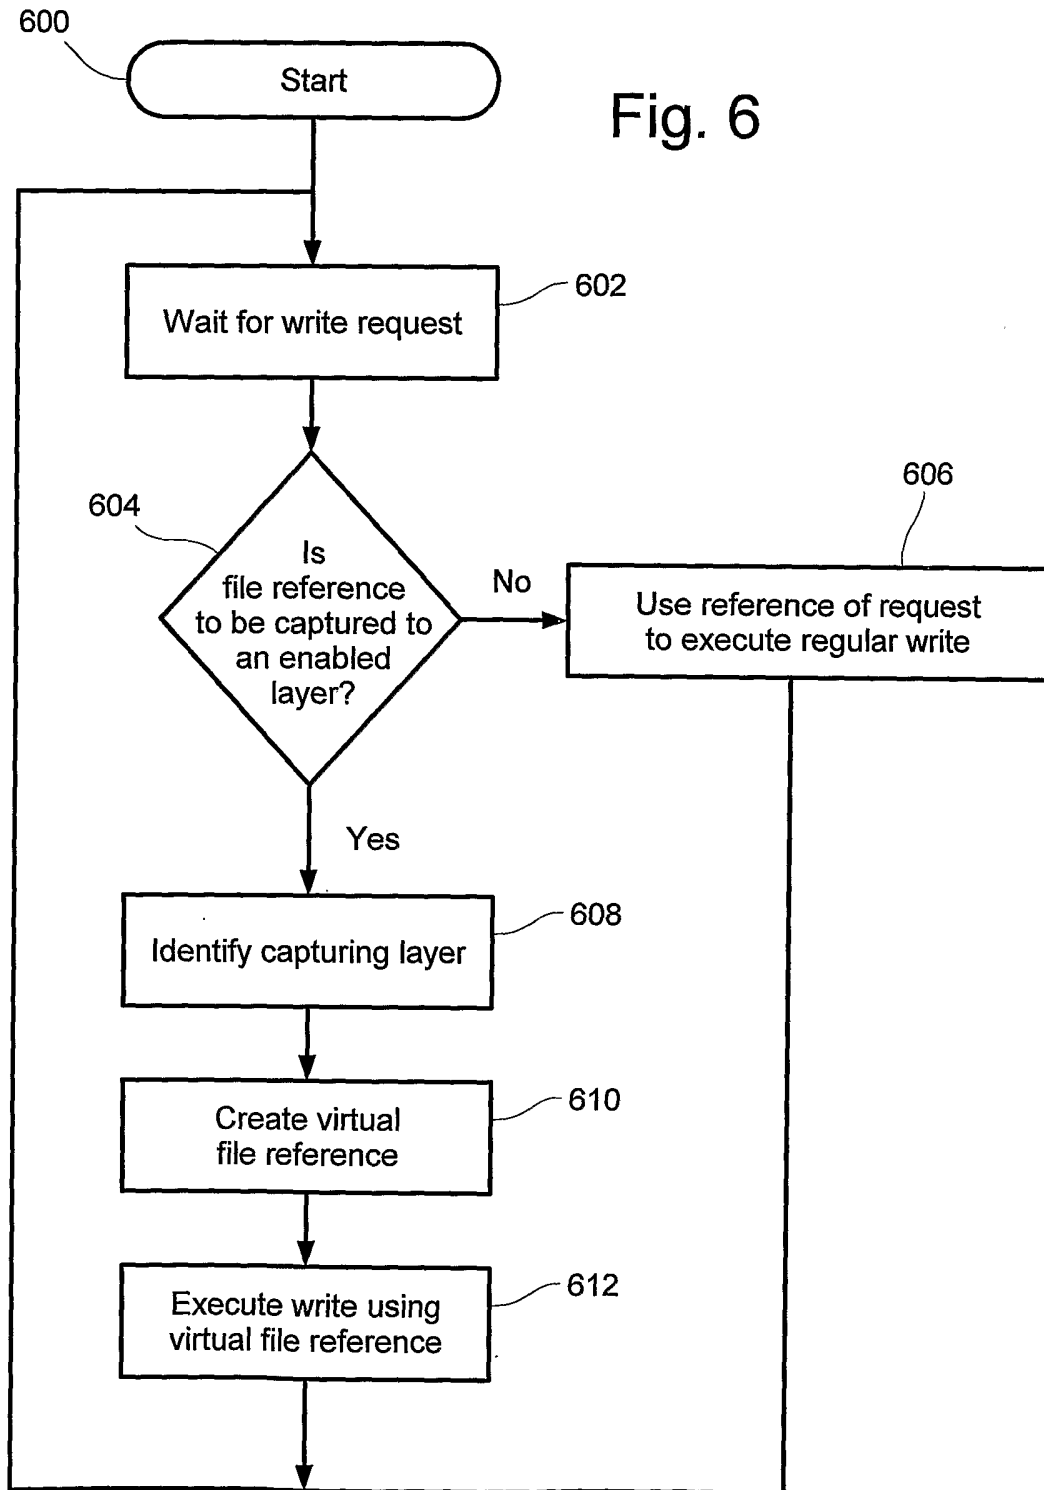 600
Start
Fig. 6
602
Wait for write request
604
606
Is
file reference
to be captured to
an enabled
layer?
No
Use reference of request
to execute regular write
Yes
608
Identify capturing layer
610
Create virtual
file reference
612
Execute write using
virtual file reference